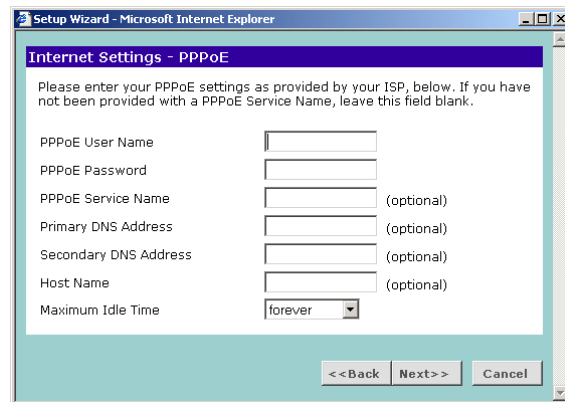 Setup Wizard - Microsoft Internet Explorer
Internet Settings - PPPoE
Please enter your PPPoE settings as provided by your ISP, below. If you have
not been provided with a PPPoE Service Name, leave this field blank.
PPPoE User Name
PPPoE Password
PPPoE Service Name (optional)
Primary DNS Address (optional)
Secondary DNS Address (optional)
Host Name (optional)
Maximum Idle Time forever
<<Back Next>> Cancel